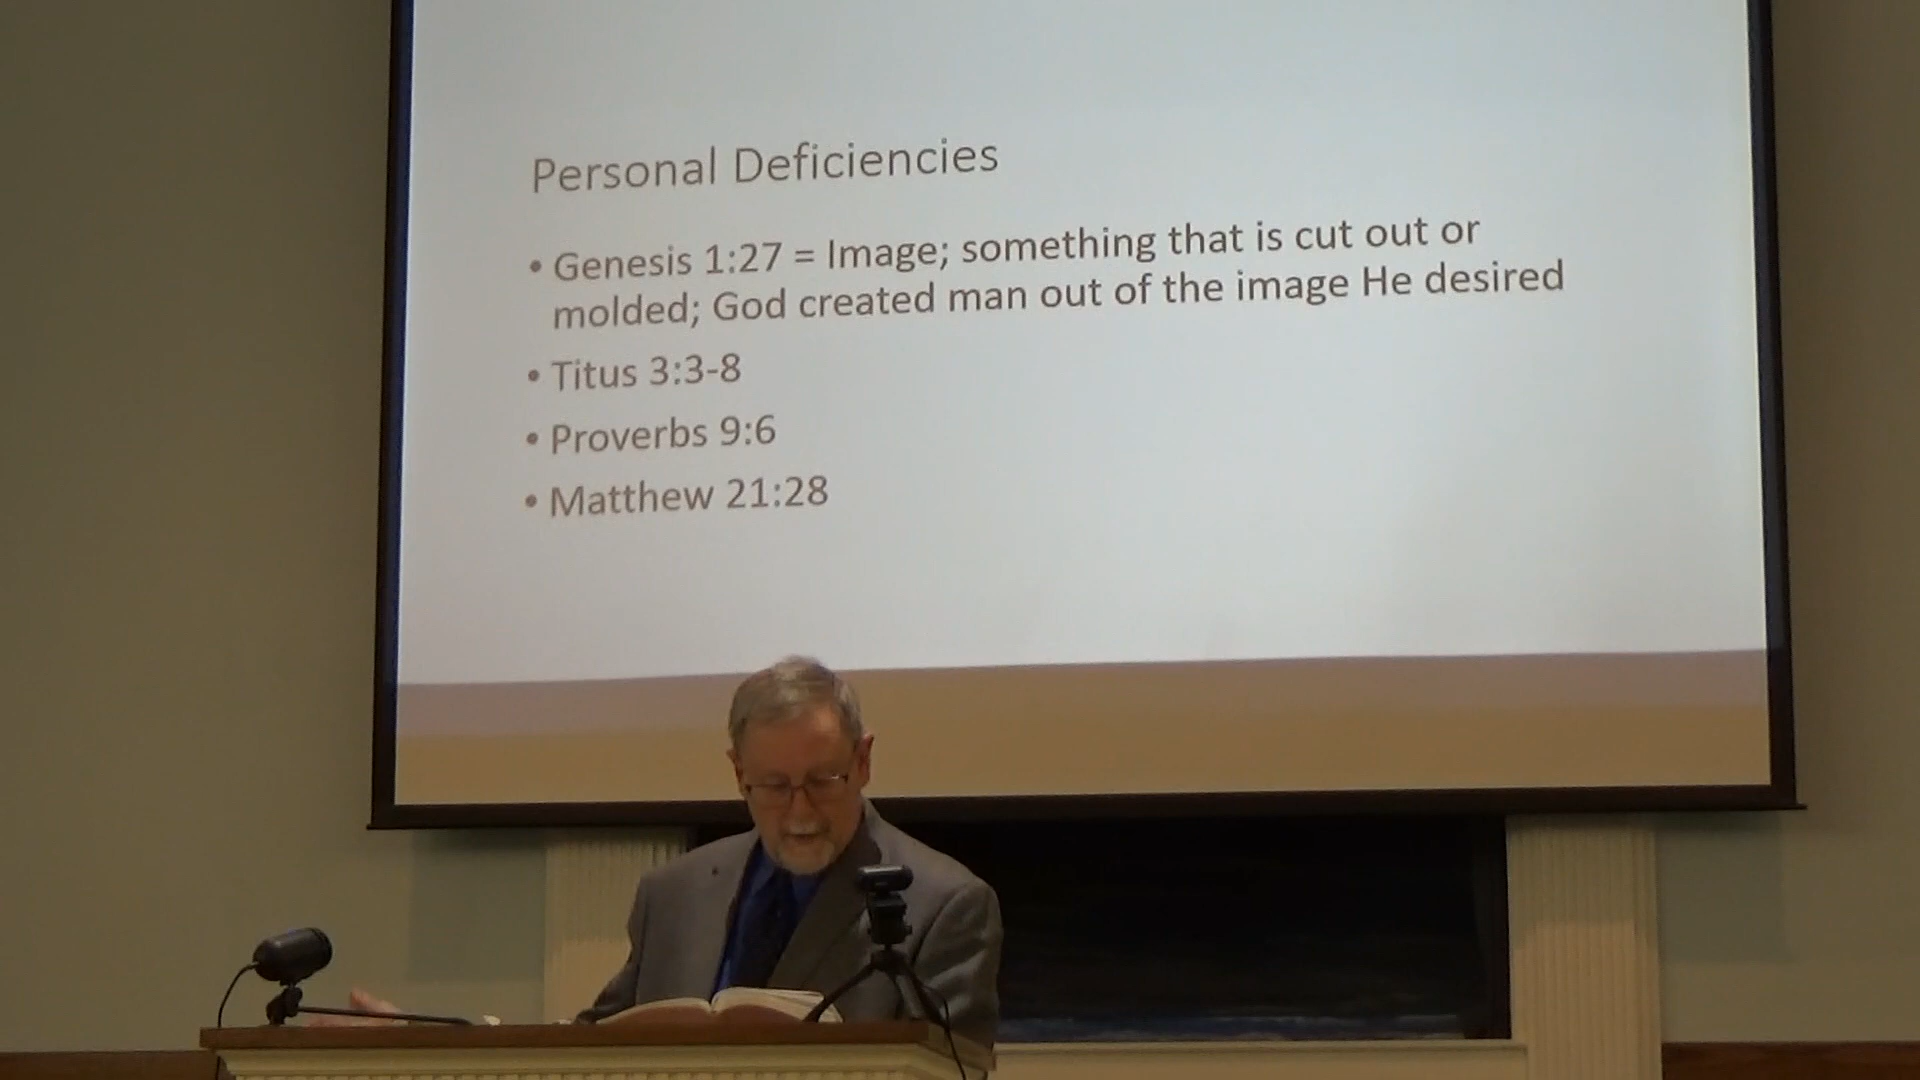 Personal Deficiencies
• Genesis 1:27 = Image; something that is cut out or
molded; God created man out of the image He desired
• Titus 3:3-8
• Proverbs 9:6
• Matthew 21:28